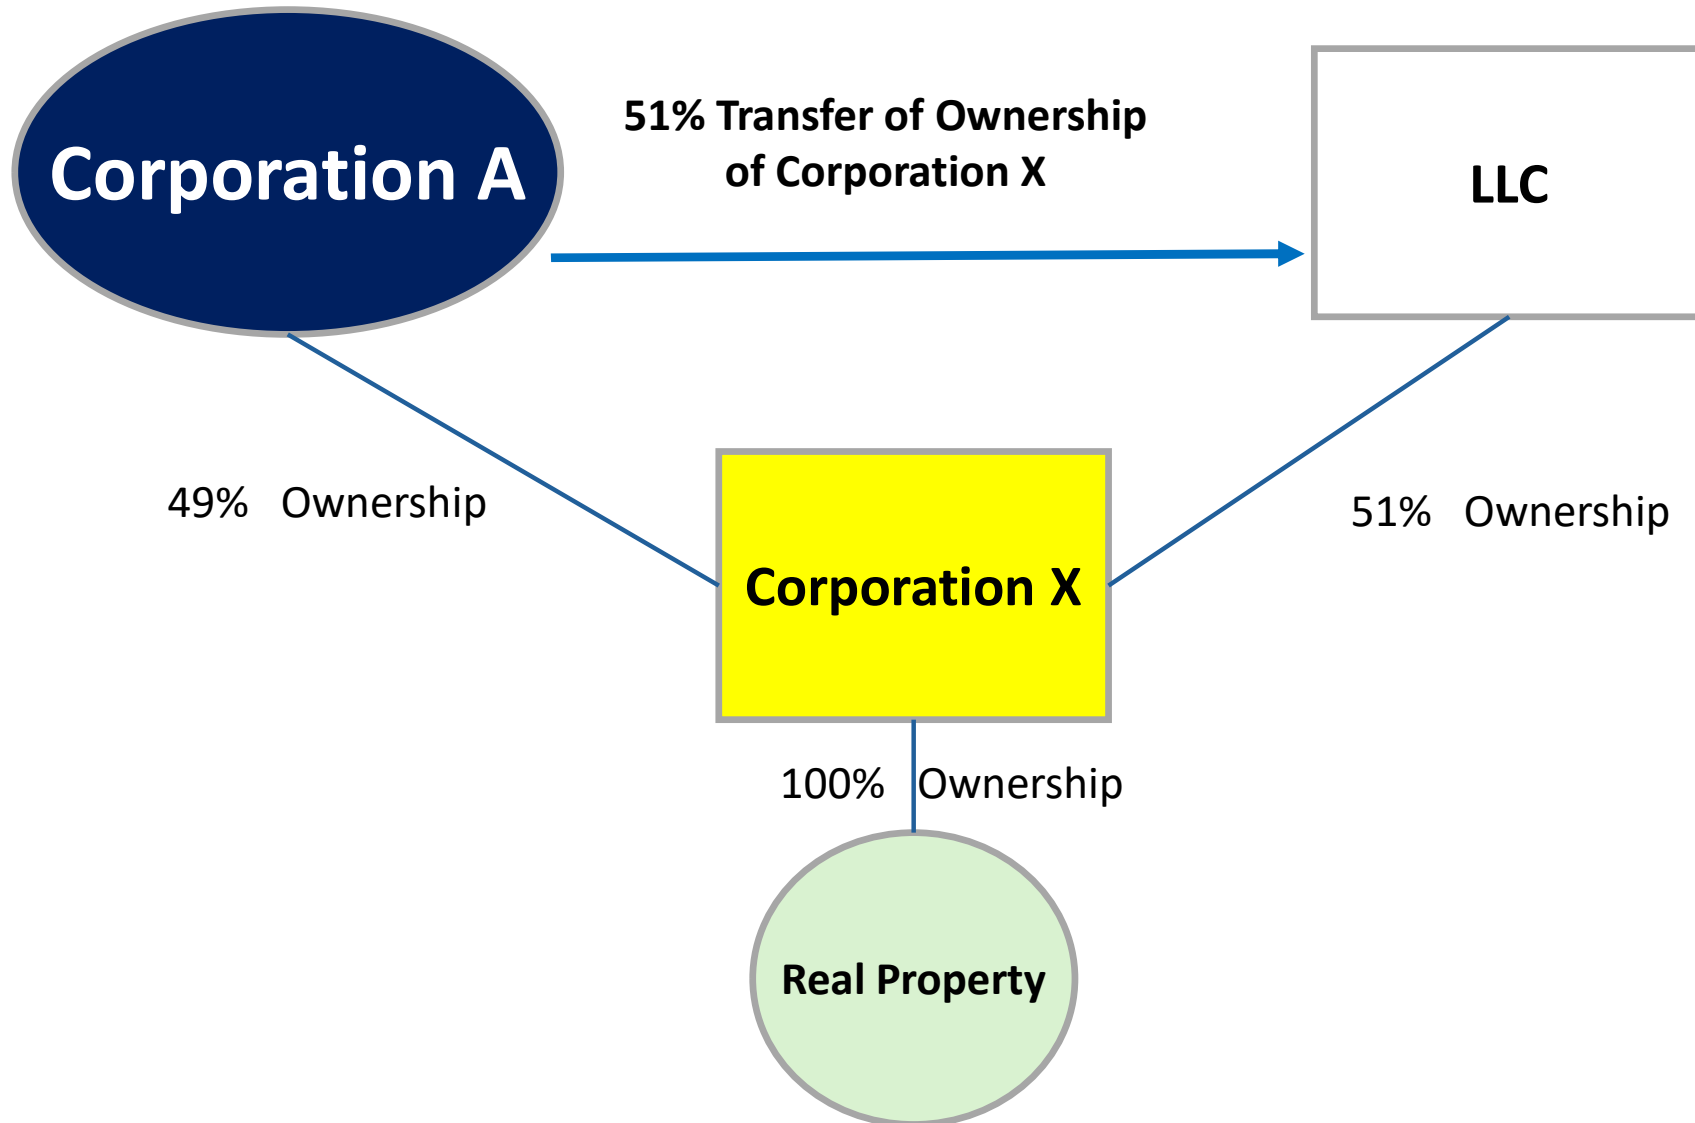 Corporation A
51% Transfer of Ownership
of Corporation X
LLC
49% Ownership
51% Ownership
Corporation X
100% Ownership
Real Property